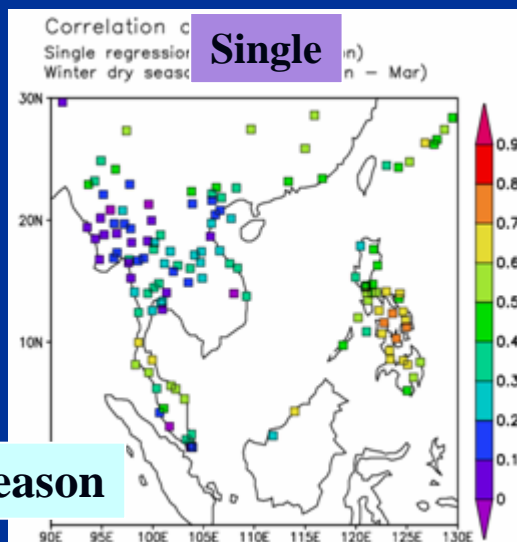 Correlation c
Single
Single regression
Winter dry seas n – Mar)
30N
20N
10N
0.9
0.8
0.7
0.6
0.5
0.4
0.3
0.2
0.1
0
eason
90E 95E 100E 105E 110E 115E 120E 125E 130E